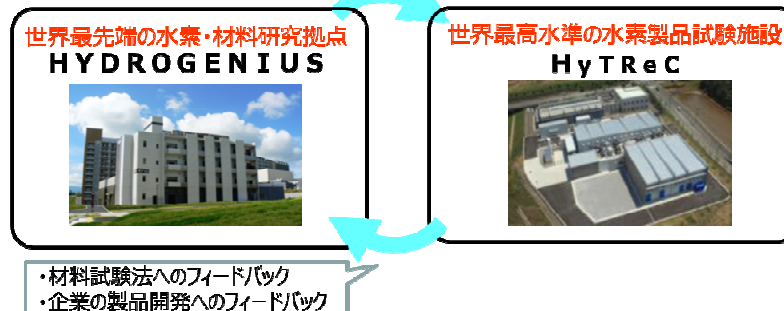 世界最先端の水素・材料研究拠点
HYDROGENIUS
世界最高水準の水素製品試験施設
HyTReC
・材料試験法へのフィードバック
・企業の製品開発へのフィードバック